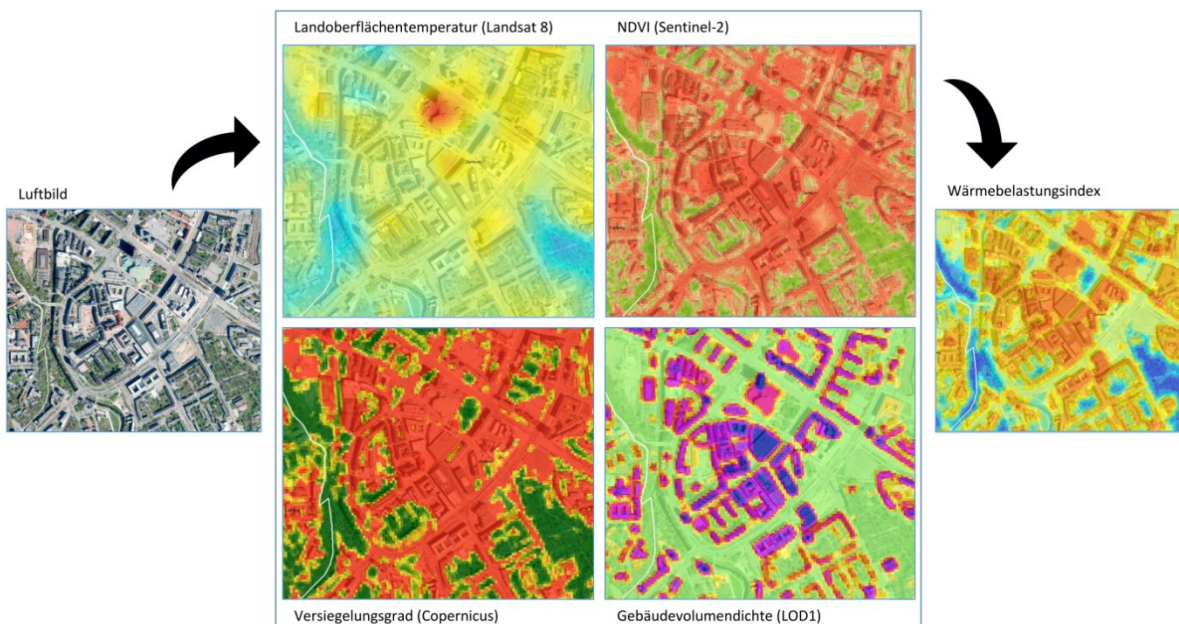 Landoberflächentemperatur (Landsat 8)
NDVI (Sentinel-2)
Luftbild
Wärmebelastungsindex
Versiegelungsgrad (Copernicus)
Gebäudevolumendichte (LOD1)